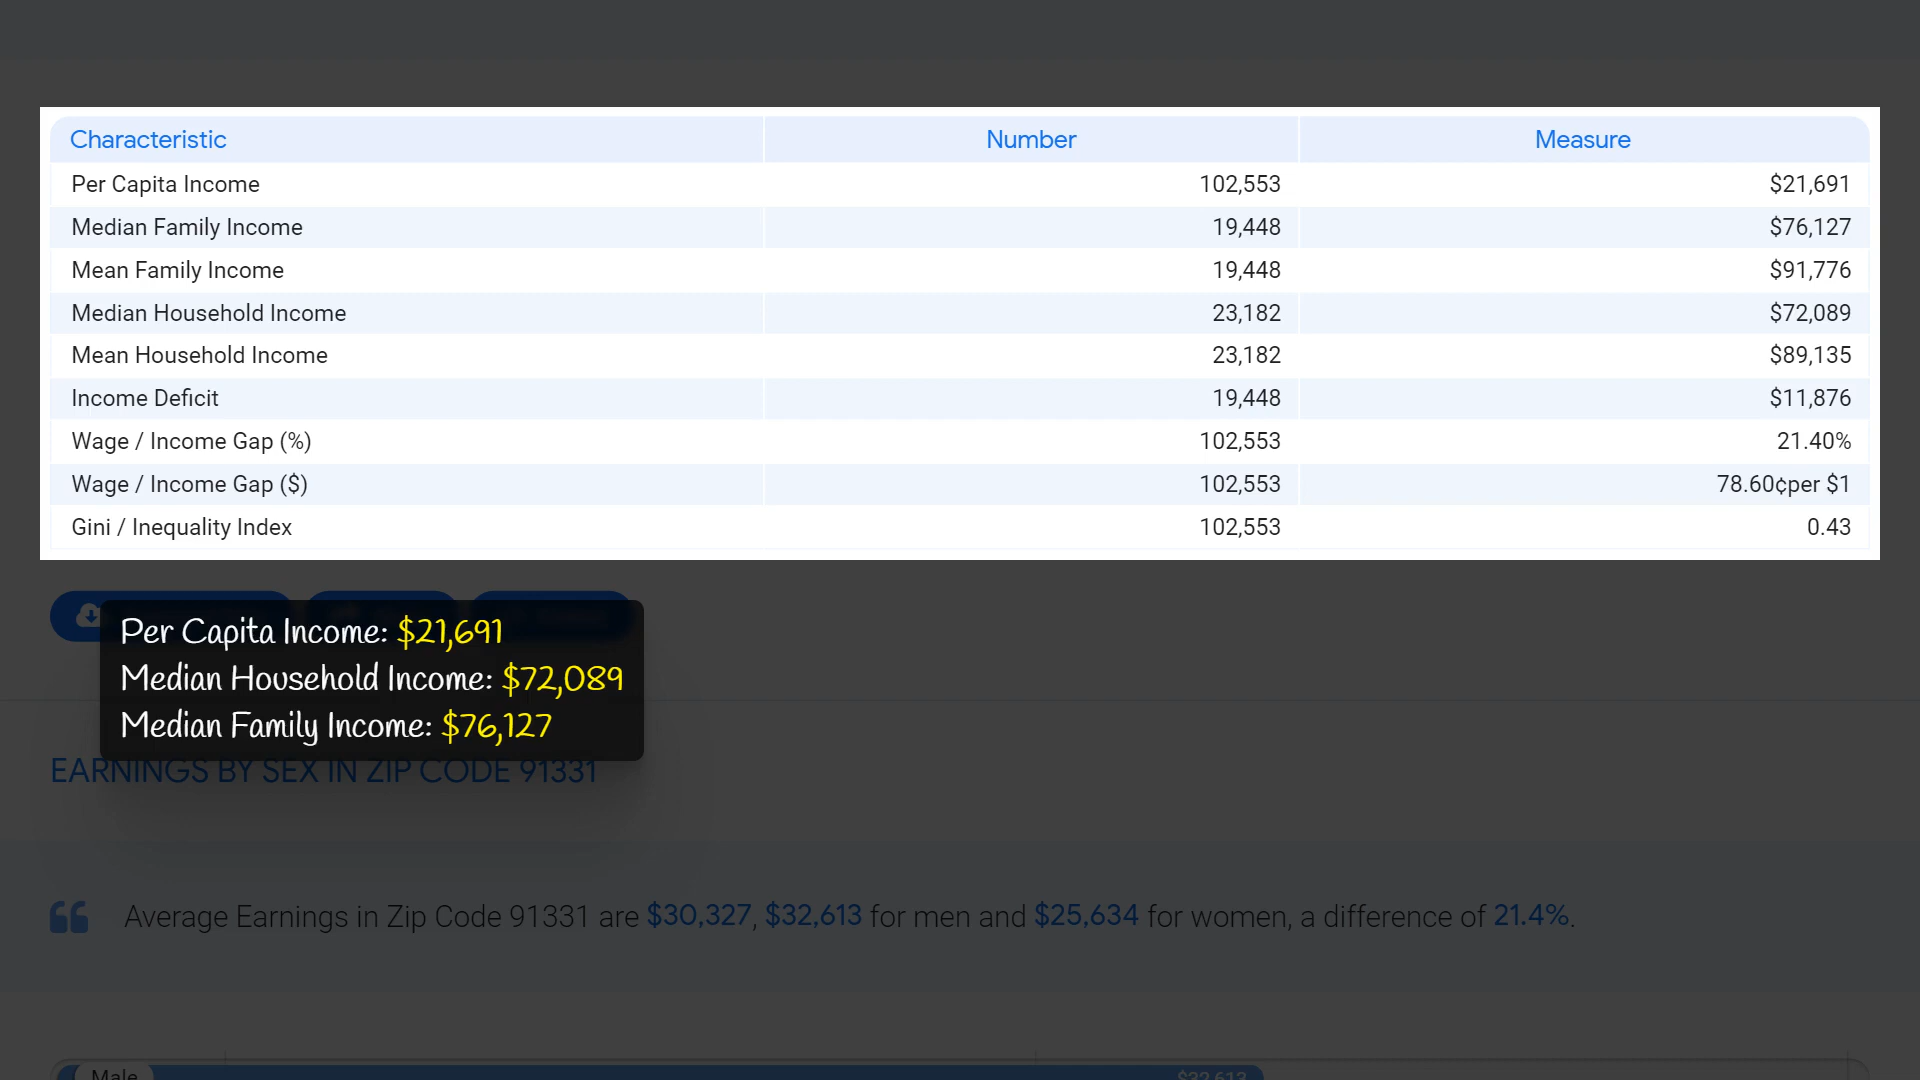 Characteristic Number Measure
Per Capita Income 102,553 $21,691
Median Family Income 19,448 $76,127
Mean Family Income 19,448 $91,776
Median Household Income 23,182 $72,089
Mean Household Income 23,182 $89,135
Income Deficit 19,448 $11,876
Wage / Income Gap (%) 102,553 21.40%
Wage / Income Gap ($) 102,553 78.60¢per $1
Gini / Inequality Index 102,553 0.43
Per Capita Income: $21,691
Median Household Income: $72,089
Median Family Income: $76,127
EARNINGS BY SEX IN ZIP CODE 91331
Average Earnings in Zip Code 91331 are $30,327, $32,613 for men and $25,634 for women, a difference of 21.4%.
Male $32,613